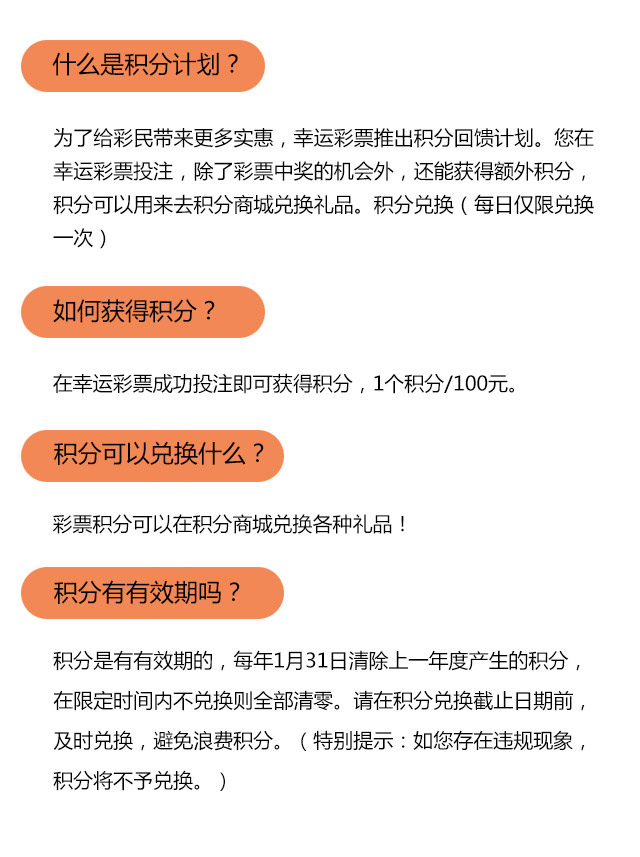 什么是积分计划？
为了给彩民带来更多实惠，幸运彩票推出积分回馈计划。您在
幸运彩票投注，除了彩票中奖的机会外，还能获得额外积分，
积分可以用来去积分商城兑换礼品。积分兑换（每日仅限兑换
一次）
如何获得积分？
在幸运彩票成功投注即可获得积分，1个积分/100元。
积分可以兑换什么？
彩票积分可以在积分商城兑换各种礼品！
积分有有效期吗？
积分是有有效期的，每年1月31日清除上一年度产生的积分，
在限定时间内不兑换则全部清零。请在积分兑换截止日期前，
及时兑换，避免浪费积分。（特别提示：如您存在违规现象，
积分将不予兑换。）